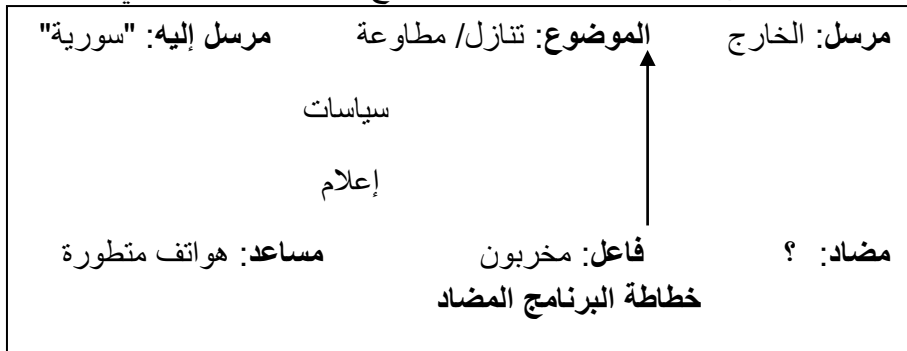 مرسل: الخارج الموضوع: تنازل/ مطاوعة مرسل إليه: "سورية"
سياسات
إعلام
مضاد: ؟ فاعل: مخربون مساعد: هواتف متطورة
خطاطة البرنامج المضاد